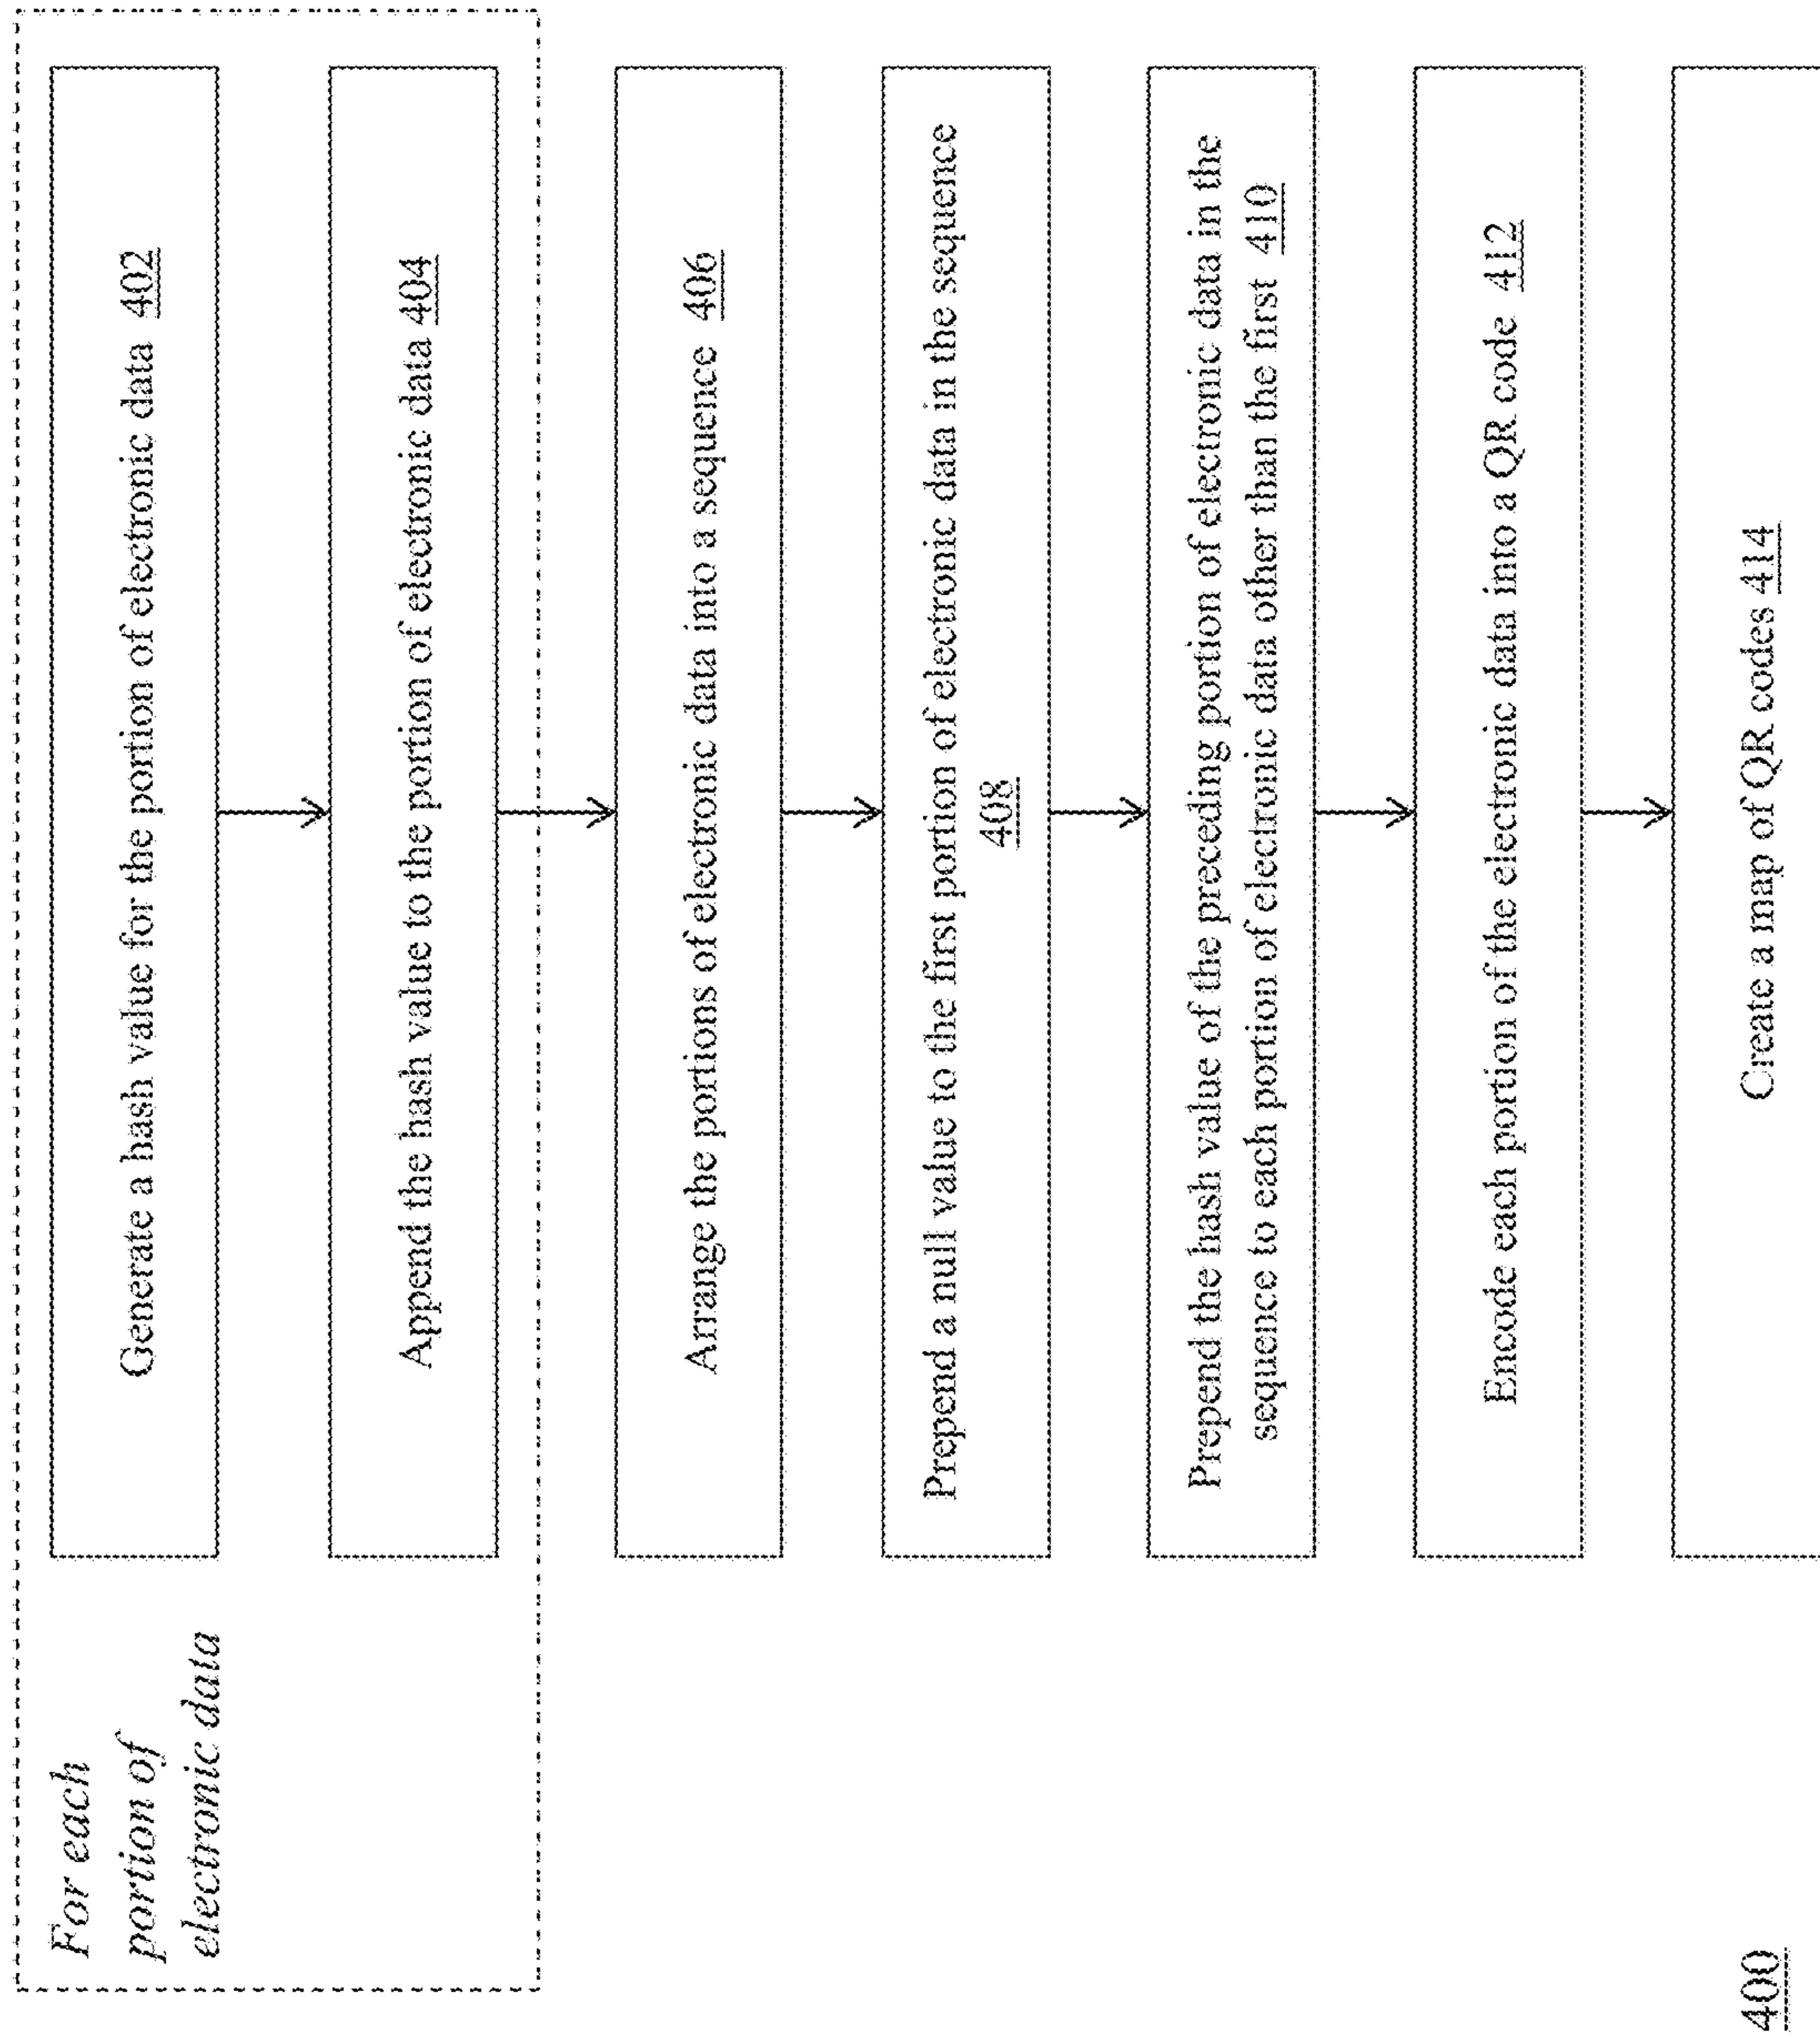 For each
portion of
electronic data
Generate a hash value for the portion of electronic data 402
Append the hash value to the portion of electronic data 404
Arrange the portions of electronic data into a sequence 406
Prepend a null value to the first portion of electronic data in the sequence
408
Prepend the hash value of the preceding portion of electronic data in the
sequence to each portion of electronic data other than the first 410
Encode each portion of the electronic data into a QR code 412
Create a map of QR codes 414
400